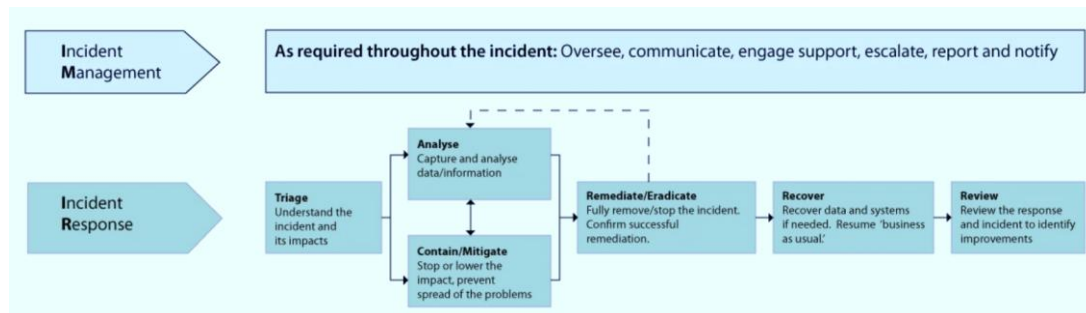 Incident
Management
As required throughout the incident: Oversee, communicate, engage support, escalate, report and notify
Incident
Response
Triage
Understand the
incident and
its impacts
Analyse
Capture and analyse
data/information
Contain/Mitigate
Stop or lower the
impact, prevent
spread of the problems
Remediate/Eradicate
Fully remove/stop the incident.
Confirm successful
remediation.
Recover
Recover data and systems
if needed. Resume 'business
as usual.'
Review
Review the response
and incident to identify
improvements